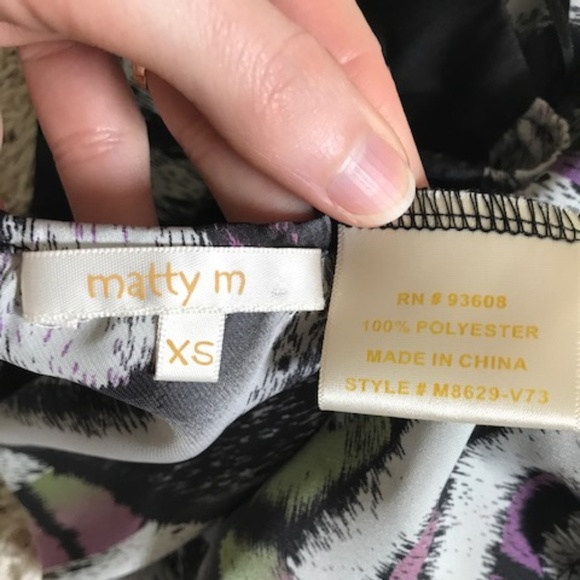 matty m
XS
RN # 93608
100% POLYESTER
MADE IN CHINA
STYLE # M8629-V73